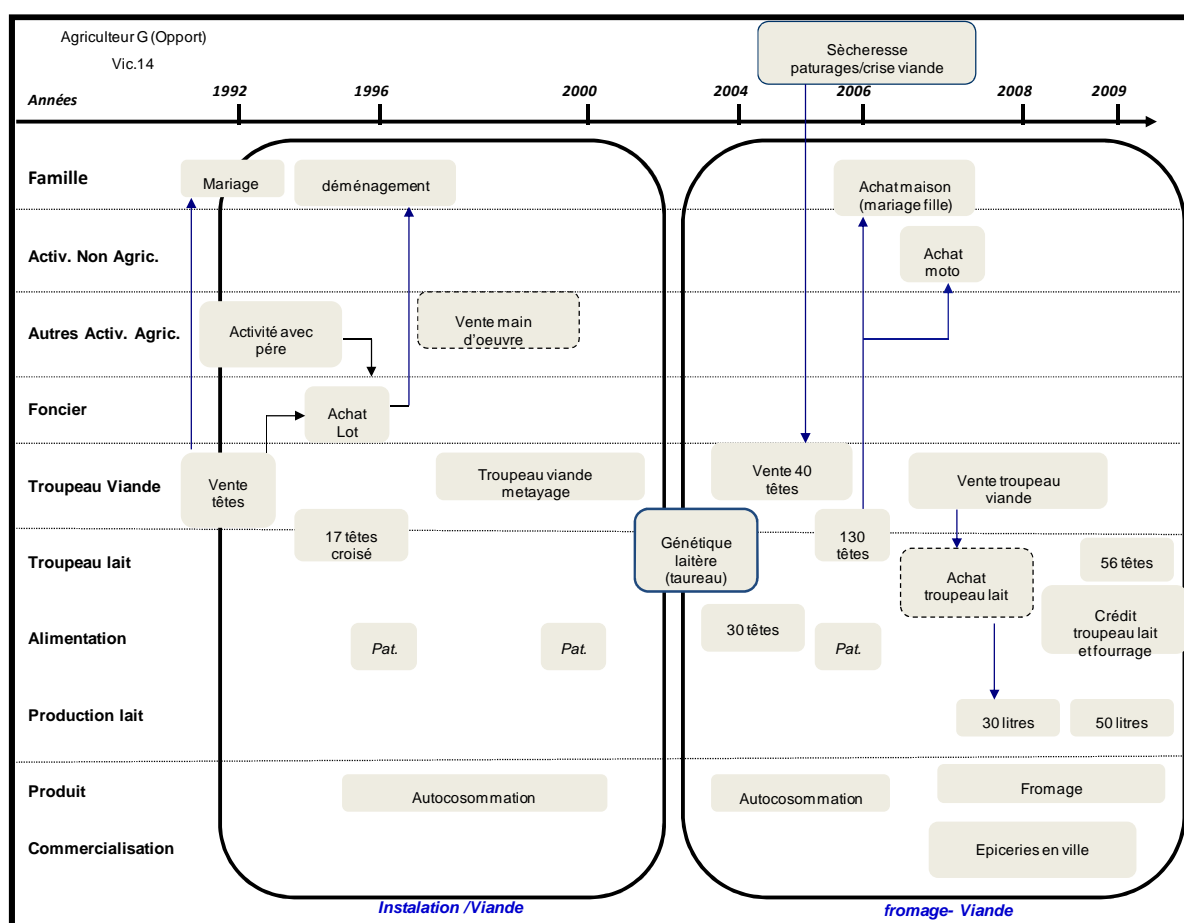 Agriculteur G (Opport)
Vic.14
Sècheresse
paturages/crise viande
Années
1992
1996
2000
2004
2006
2008
2009
Famille
Mariage
déménagement
Achat maison
(mariage fille)
Activ. Non Agric.
Achat
moto
Autres Activ. Agric.
Activité avec
pére
Vente main
d'oeuvre
Foncier
Achat
Lot
Troupeau Viande
Vente
têtes
Troupeau viande
metayage
Vente 40
têtes
Vente troupeau
viande
Troupeau lait
17 têtes
croisé
Génétique
laitère
(taureau)
130
têtes
Achat
troupeau lait
56 têtes
Alimentation
Pat.
Pat.
30 têtes
Pat.
Crédit
troupeau lait
et fourrage
Production lait
30 litres
50 litres
Produit
Autocosommation
Autocosommation
Fromage
Commercialisation
Epiceries en ville
Instalation /Viande
fromage- Viande